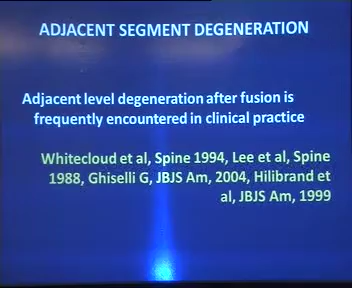 ADJACENT SEGMENT DEGENERATION
Adjacent level degeneration after fusion is
frequently encountered in clinical practice
Whitecloud et al, Spine 1994, Lee et al, Spine
1988, Ghiselli G, JBJS Am, 2004, Hilibrand et
al, JBJS Am, 1999